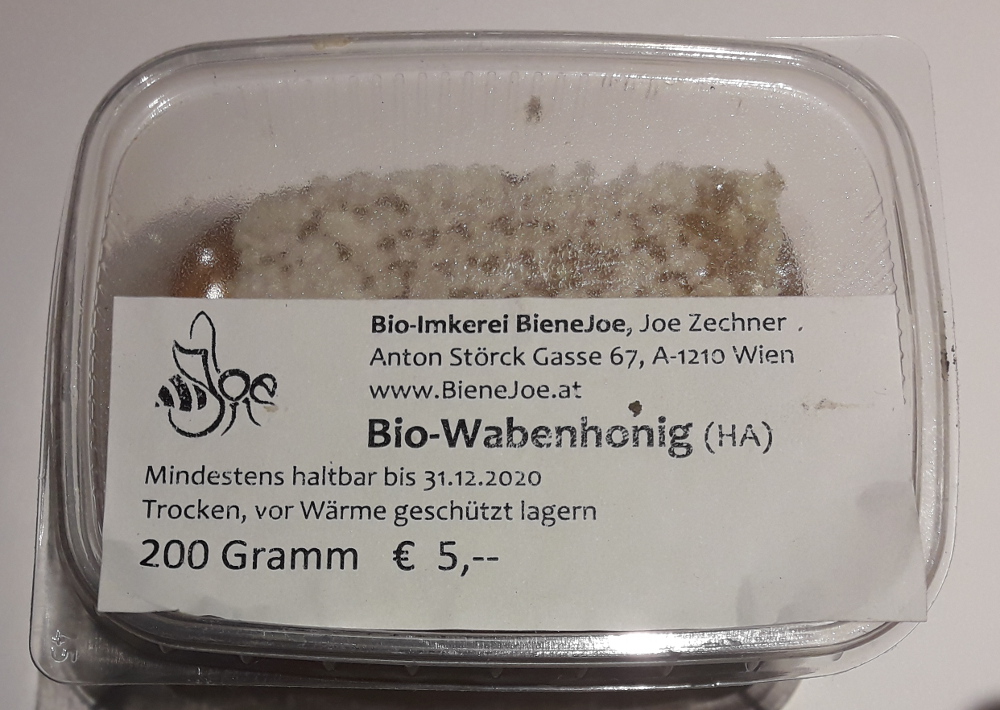 Joe
Bio-Imkerei BieneJoe, Joe Zechner
Anton Störck Gasse 67, A-1210 Wien
www.BieneJoe.at
Bio-Wabenhonig (HA)
Mindestens haltbar bis 31.12.2020
Trocken, vor Wärme geschützt lagern
200 Gramm € 5,--